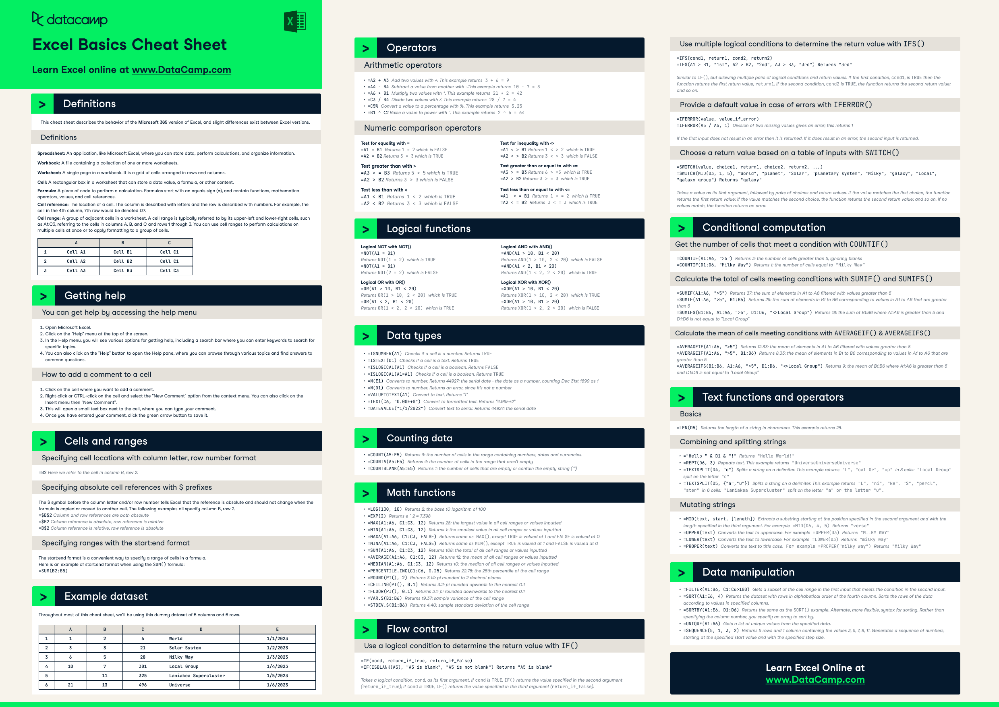 datacamp
Excel Basics Cheat Sheet
Learn Excel online at www.DataCamp.com
> Definitions
This cheat sheet describes the behavior of the Microsoft 365 version of Excel, and slight differences exist between Excel versions.
Definitions
Spreadsheet: An application, like Microsoft Excel, where you can store data, perform calculations, and organize information.
Workbook: A file containing a collection of one or more worksheets.
Worksheet: A single page in a workbook. It is a grid of cells arranged in rows and columns.
Cell: A rectangular box in a worksheet that can store a data value, a formula, or other content.
Formula: A piece of code to perform a calculation. Formulas start with an equals sign (=), and contain functions, mathematical
operators, values, and cell references.
Cell reference: The location of a cell. The column is described with letters and the row is described with numbers. For example, the
cell in the 4th column, 7th row would be denoted D7.
Cell range: A group of adjacent cells in a worksheet. A cell range is typically referred to by its upper-left and lower-right cells, such
as A1:C3, referring to the cells in columns A, B, and C and rows 1 through 3. You can use cell ranges to perform calculations on
multiple cells at once or to apply formatting to a group of cells.
A B C
1 Cell A1 Cell B1 Cell C1
2 Cell A2 Cell B2 Cell C1
3 Cell A3 Cell B3 Cell C3
> Getting help
You can get help by accessing the help menu
1. Open Microsoft Excel.
2. Click on the "Help" menu at the top of the screen.
3. In the Help menu, you will see various options for getting help, including a search bar where you can enter keywords to search for
specific topics.
4. You can also click on the "Help" button to open the Help pane, where you can browse through various topics and find answers to
common questions.
How to add a comment to a cell
1. Click on the cell where you want to add a comment.
2. Right-click or CTRL+click on the cell and select the "New Comment" option from the context menu. You can also click on the
Insert menu then "New Comment".
3. This will open a small text box next to the cell, where you can type your comment.
4. Once you have entered your comment, click the green arrow button to save it.
> Cells and ranges
Specifying cell locations with column letter, row number format
=B2 Here we refer to the cell in column B, row 2.
Specifying absolute cell references with $ prefixes
The $ symbol before the column letter and/or row number tells Excel that the reference is absolute and should not change when the
formula is copied or moved to another cell. The following examples all specify column B, row 2.
=$B$2 Column and row references are both absolute
=$B2 Column reference is absolute, row reference is relative
=B$2 Column reference is relative, row reference is absolute
Specifying ranges with the start:end format
The start:end format is a convenient way to specify a range of cells in a formula.
Here is an example of start:end format when using the SUM() formula:
=SUM(B2:B5)
> Example dataset
Throughout most of this cheat sheet, we'll be using this dummy dataset of 5 columns and 6 rows.
A B C D E
1 1 2 6 World 1/1/2023
2 3 3 21 Solar System 1/2/2023
3 6 5 28 Milky Way 1/3/2023
4 10 7 301 Local Group 1/4/2023
5 11 325 Laniakea Supercluster 1/5/2023
6 21 13 496 Universe 1/6/2023
> Operators
Arithmetic operators
• =A2 + A3 Add two values with +. This example returns 3 + 6 = 9
• =A4 - B4 Subtract a value from another with -.This example returns 10 - 7 = 3
• =A6 * B1 Multiply two values with *. This example returns 21 * 2 = 42
• =C3 / B4 Divide two values with /. This example returns 28 / 7 = 4
• =C5% Convert a value to a percentage with %. This example returns 3.25
• =B1 ^ C1 Raise a value to power with ^. This example returns 2 ^ 6 = 64
Numeric comparison operators
Test for equality with =
=A1 = B1 Returns 1 = 2 which is FALSE
=A2 = B2 Returns 3 = 3 which is TRUE
Test greater than with >
=A3 > = B3 Returns 5 > 5 which is TRUE
=A2 > B2 Returns 3 > 3 which is FALSE
Test less than with <
=A1 < B1 Returns 1 < 2 which is TRUE
=A2 < B2 Returns 3 < 3 which is FALSE
Test for inequality with <>
=A1 < > B1 Returns 1 < > 2 which is TRUE
=A2 < > B2 Returns 3 < > 3 which is FALSE
Test greater than or equal to with >=
=A3 > = B3 Returns 6 > =5 which is TRUE
=A2 > B2 Returns 3 > = 3 which is TRUE
Test less than or equal to with <=
=A1 < = B1 Returns 1 < = 2 which is TRUE
=A2 < = B2 Returns 3 < = 3 which is TRUE
> Logical functions
Logical NOT with NOT()
=NOT(A1 = B1)
Returns NOT(1 = 2) which is TRUE
=NOT(A1 = B1)
Returns NOT(2 = 2) which is FALSE
Logical OR with OR()
=OR(A1 > 10, B1 < 20)
Returns OR(1 > 10, 2 < 20) which is TRUE
=OR(A1 < 2, B1 < 20)
Returns OR(1 < 2, 2 < 20) which is TRUE
Logical AND with AND()
=AND(A1 > 10, B1 < 20)
Returns AND(1 > 10, 2 < 20) which is FALSE
=AND(A1 < 2, B1 < 20)
Returns AND(1 < 2, 2 < 20) which is TRUE
Logical XOR with XOR()
=XOR(A1 > 10, B1 < 20)
Returns XOR(1 > 10, 2 < 20) which is TRUE
=XOR(A1 > 10, B1 > 20)
Returns XOR(1 > 2, 2 > 20) which is FALSE
> Data types
• =ISNUMBER(A1) Checks if a cell is a number. Returns TRUE
• =ISTEXT(D1) Checks if a cell is a text. Returns TRUE
• =ISLOGICAL(A1) Checks if a cell is a boolean. Returns FALSE
• =ISLOGICAL(A1=A1) Checks if a cell is a boolean. Returns TRUE
• =N(E1) Converts to number. Returns 44927: the serial date - the date as a number, counting Dec 31st 1899 as 1
• =N(D1) Converts to number. Returns an error, since it's not a number
• =VALUETOTEXT(A1) Convert to text. Returns "1"
• =TEXT(C6, "0.00E+0") Convert to formatted text. Returns "4.96E+2"
• =DATEVALUE("1/1/2022") Convert text to serial. Returns 44927: the serial date
> Counting data
• =COUNT(A5:E5) Returns 3: the number of cells in the range containing numbers, dates and currencies.
• =COUNTA(A5:E5) Returns 4: the number of cells in the range that aren't empty
• =COUNTBLANK(A5:E5) Returns 1: the number of cells that are empty or contain the empty string ("")
> Math functions
• =LOG(100, 10) Returns 2: the base 10 logarithm of 100
• =EXP(2) Returns e ^ 2 = 7.398
• =MAX(A1:A6, C1:C3, 12) Returns 28: the largest value in all cell ranges or values inputted
• =MIN(A1:A6, C1:C3, 12) Returns 1: the smallest value in all cell ranges or values inputted
• =MAXA(A1:A6, C1:C3, FALSE) Returns same as MAX(), except TRUE is valued at 1 and FALSE is valued at 0
• =MINA(A1:A6, C1:C3, FALSE) Returns same as MIN(), except TRUE is valued at 1 and FALSE is valued at 0
• =SUM(A1:A6, C1:C3, 12) Returns 108: the total of all cell ranges or values inputted
• =AVERAGE(A1:A6, C1:C3, 12) Returns 12: the mean of all cell ranges or values inputted
• =MEDIAN(A1:A6, C1:C3, 12) Returns 10: the median of all cell ranges or values inputted
• =PERCENTILE.INC(C1:C6, 0.25) Returns 22.75: the 25th percentile of the cell range
• =ROUND(PI(), 2) Returns 3.14: pi rounded to 2 decimal places
• =CEILING(PI(), 0.1) Returns 3.2: pi rounded upwards to the nearest 0.1
• =FLOOR(PI(), 0.1) Returns 3.1: pi rounded downwards to the nearest 0.1
• =VAR.S(B1:B6) Returns 19.37: sample variance of the cell range
• =STDEV.S(B1:B6) Returns 4.40: sample standard deviation of the cell range
> Flow control
Use a logical condition to determine the return value with IF()
=IF(cond, return_if_true, return_if_false)
=IF(ISBLANK(A5), "A5 is blank", "A5 is not blank") Returns "A5 is blank"
Takes a logical condition, cond, as its first argument. If cond is TRUE, IF() returns the value specified in the second argument
(return_if_true); if cond is TRUE, IF() returns the value specified in the third argument (return_if_false).
Use multiple logical conditions to determine the return value with IFS()
=IFS(cond1, return1, cond2, return2)
=IFS(A1 > B1, "1st", A2 > B2, "2nd", A3 > B3, "3rd") Returns "3rd"
Similar to IF(), but allowing multiple pairs of logical conditions and return values. If the first condition, cond1, is TRUE then the
function returns the first return value, return1. If the second condition, cond2 is TRUE, the function returns the second return value;
and so on.
Provide a default value in case of errors with IFERROR()
=IFERROR(value, value_if_error)
=IFERROR(A5 / A5, 1) Division of two missing values gives an error; this returns 1
If the first input does not result in an error then it is returned. If it does result in an error, the second input is returned.
Choose a return value based on a table of inputs with SWITCH()
=SWITCH(value, choice1, return1, choice2, return2, ...)
=SWITCH(MID(D3, 1, 5), "World", "planet", "Solar", "planetary system", "Milky", "galaxy", "Local",
"galaxy group") Returns "galaxy"
Takes a value as its first argument, followed by pairs of choices and return values. If the value matches the first choice, the function
returns the first return value; if the value matches the second choice, the function returns the second return value; and so on. If no
values match, the function returns an error.
> Conditional computation
Get the number of cells that meet a condition with COUNTIF()
=COUNTIF(A1:A6, ">5") Returns 3: the number of cells greater than 5, ignoring blanks
=COUNTIF(D1:D6, "Milky Way") Returns 1: the number of cells equal to “Milky Way”
Calculate the total of cells meeting conditions with SUMIF() and SUMIFS()
=SUMIF(A1:A6, ">5") Returns 37: the sum of elements in A1 to A6 filtered with values greater than 5
=SUMIF(A1:A6, ">5", B1:B6) Returns 25: the sum of elements in B1 to B6 corresponding to values in A1 to A6 that are greater
than 5
=SUMIFS(B1:B6, A1:A6, ">5", D1:D6, "<>Local Group") Returns 18: the sum of B1:B6 where A1:A6 is greater than 5 and
D1:D6 is not equal to "Local Group"
Calculate the mean of cells meeting conditions with AVERAGEIF() & AVERAGEIFS()
=AVERAGEIF(A1:A6, ">5") Returns 12.33: the mean of elements in A1 to A6 filtered with values greater than 8
=AVERAGEIF(A1:A6, ">5", B1:B6) Returns 8.33: the mean of elements in B1 to B6 corresponding to values in A1 to A6 that are
greater than 5
=AVERAGEIFS(B1:B6, A1:A6, ">5", D1:D6, "<>Local Group") Returns 9: the mean of B1:B6 where A1:A6 is greater than 5
and D1:D6 is not equal to "Local Group"
> Text functions and operators
Basics
=LEN(D5) Returns the length of a string in characters. This example returns 28.
Combining and splitting strings
• ="Hello " & D1 & "!" Returns "Hello World!"
• =REPT(D6, 3) Repeats text. This example returns "UniverseUniverseUniverse"
• =TEXTSPLIT(D4, "o") Splits a string on a delimiter. This example returns "L", "cal Gr", "up" in 3 cells: "Local Group"
split on the letter "o"
• =TEXTSPLIT(D5, {"a","u"}) Splits a string on a delimiter. This example returns "L", "ni", "ke", "S", "percl",
"ster" in 6 cells: "Laniakea Supercluster" split on the letter "a" or the letter "u".
Mutating strings
• =MID(text, start, [length]) Extracts a substring starting at the position specified in the second argument and with the
length specified in the third argument. For example =MID(D6, 4, 5) Returns "verse"
• =UPPER(text) Converts the text to uppercase. For example =UPPER(D3) Returns "MILKY WAY"
• =LOWER(text) Converts the text to lowercase. For example =LOWER(D3) Returns "milky way"
• =PROPER(text) Converts the text to title case. For example =PROPER("milky way") Returns "Milky Way"
> Data manipulation
• =FILTER(A1:B6, C1:C6>100) Gets a subset of the cell range in the first input that meets the condition in the second input.
• =SORT(A1:E6, 4) Returns the dataset with rows in alphabetical order of the fourth column. Sorts the rows of the data
according to values in specified columns.
• =SORTBY(A1:E6, D1:D6) Returns the same as the SORT() example. Alternate, more flexible, syntax for sorting. Rather than
specifying the column number, you specify an array to sort by.
• =UNIQUE(A1:A6) Gets a list of unique values from the specified data.
• =SEQUENCE(5, 1, 3, 2) Returns 5 rows and 1 column containing the values 3, 5, 7, 9, 11. Generates a sequence of numbers,
starting at the specified start value and with the specified step size.
Learn Excel Online at
www.DataCamp.com